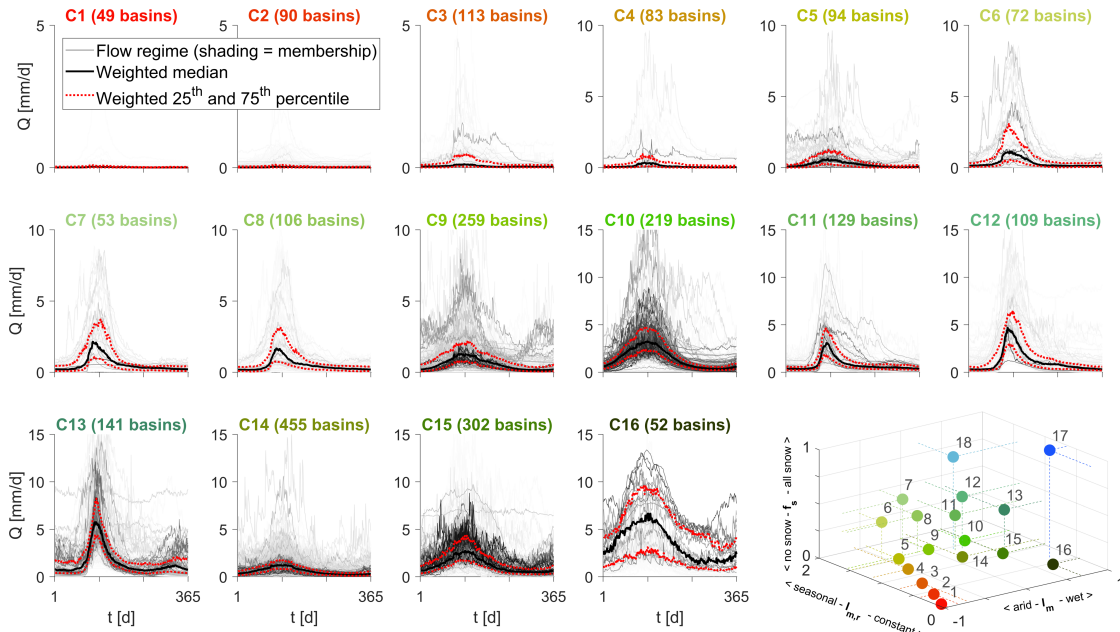 C1 (49 basins)
C2 (90 basins)
C3 (113 basins)
C4 (83 basins)
C5 (94 basins)
C6 (72 basins)
5
0
5
0
5
0
10
5
0
10
5
0
10
5
0
Q [mm/d]
Flow regime (shading = membership)
Weighted median
Weighted 25th and 75th percentile
C7 (53 basins)
C8 (106 basins)
C9 (259 basins)
C10 (219 basins)
C11 (129 basins)
C12 (109 basins)
10
5
0
10
5
0
10
5
0
15
10
5
0
15
10
5
0
15
10
5
0
Q [mm/d]
C13 (141 basins)
C14 (455 basins)
C15 (302 basins)
C16 (52 basins)
15
10
5
0
15
10
5
0
15
10
5
0
15
10
5
0
Q [mm/d]
1
365
1
365
1
365
1
365
t [d]
t [d]
t [d]
t [d]
1
0
2
0
-1
< no snow - fs - all snow >
< seasonal - Im,r - constant
< arid - Im - wet >
18
17
7
12
6
8
11
13
5
9
10
15
4
3
14
16
2
1